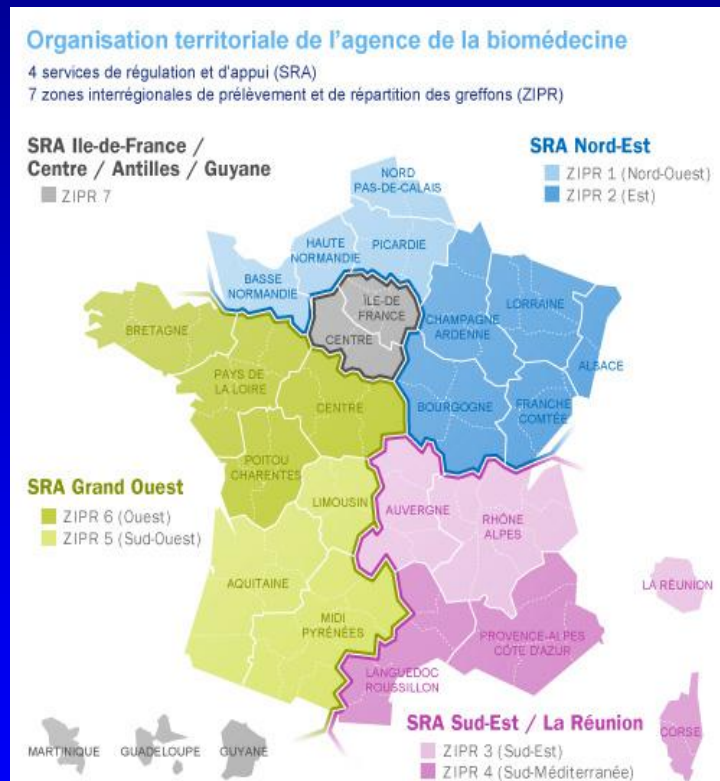 Organisation territoriale de l'agence de la biomédecine
4 services de régulation et d'appui (SRA)
7 zones interrégionales de prélèvement et de répartition des greffons (ZIPR)
SRA Ile-de-France /
Centre / Antilles / Guyane
ZIPR 7
SRA Nord-Est
ZIPR 1 (Nord-Ouest)
ZIPR 2 (Est)
NORD
PAS-DE-CALAIS
HAUTE
NORMANDIE
PICARDIE
BASSE
NORMANDIE
ÎLE-DE
FRANCE
CENTRE
CHAMPAGNE
ARDENNE
LORRAINE
ALSACE
BRETAGNE
PAYS DE
LA LOIRE
CENTRE
BOURGOGNE
FRANCHE
COMTÉE
POITOU
CHARENTES
SRA Grand Ouest
ZIPR 6 (Ouest)
ZIPR 5 (Sud-Ouest)
LIMOUSIN
AUVERGNE
RHÔNE
ALPES
LA RÉUNION
AQUITAINE
MIDI
PYRÉNÉES
PROVENCE-ALPES
CÔTE D'AZUR
LANGUEDOC
ROUSSILLON
SRA Sud-Est / La Réunion
ZIPR 3 (Sud-Est)
ZIPR 4 (Sud-Méditerranée)
CORSE
MARTINIQUE
GUADELOUPE
GUYANE